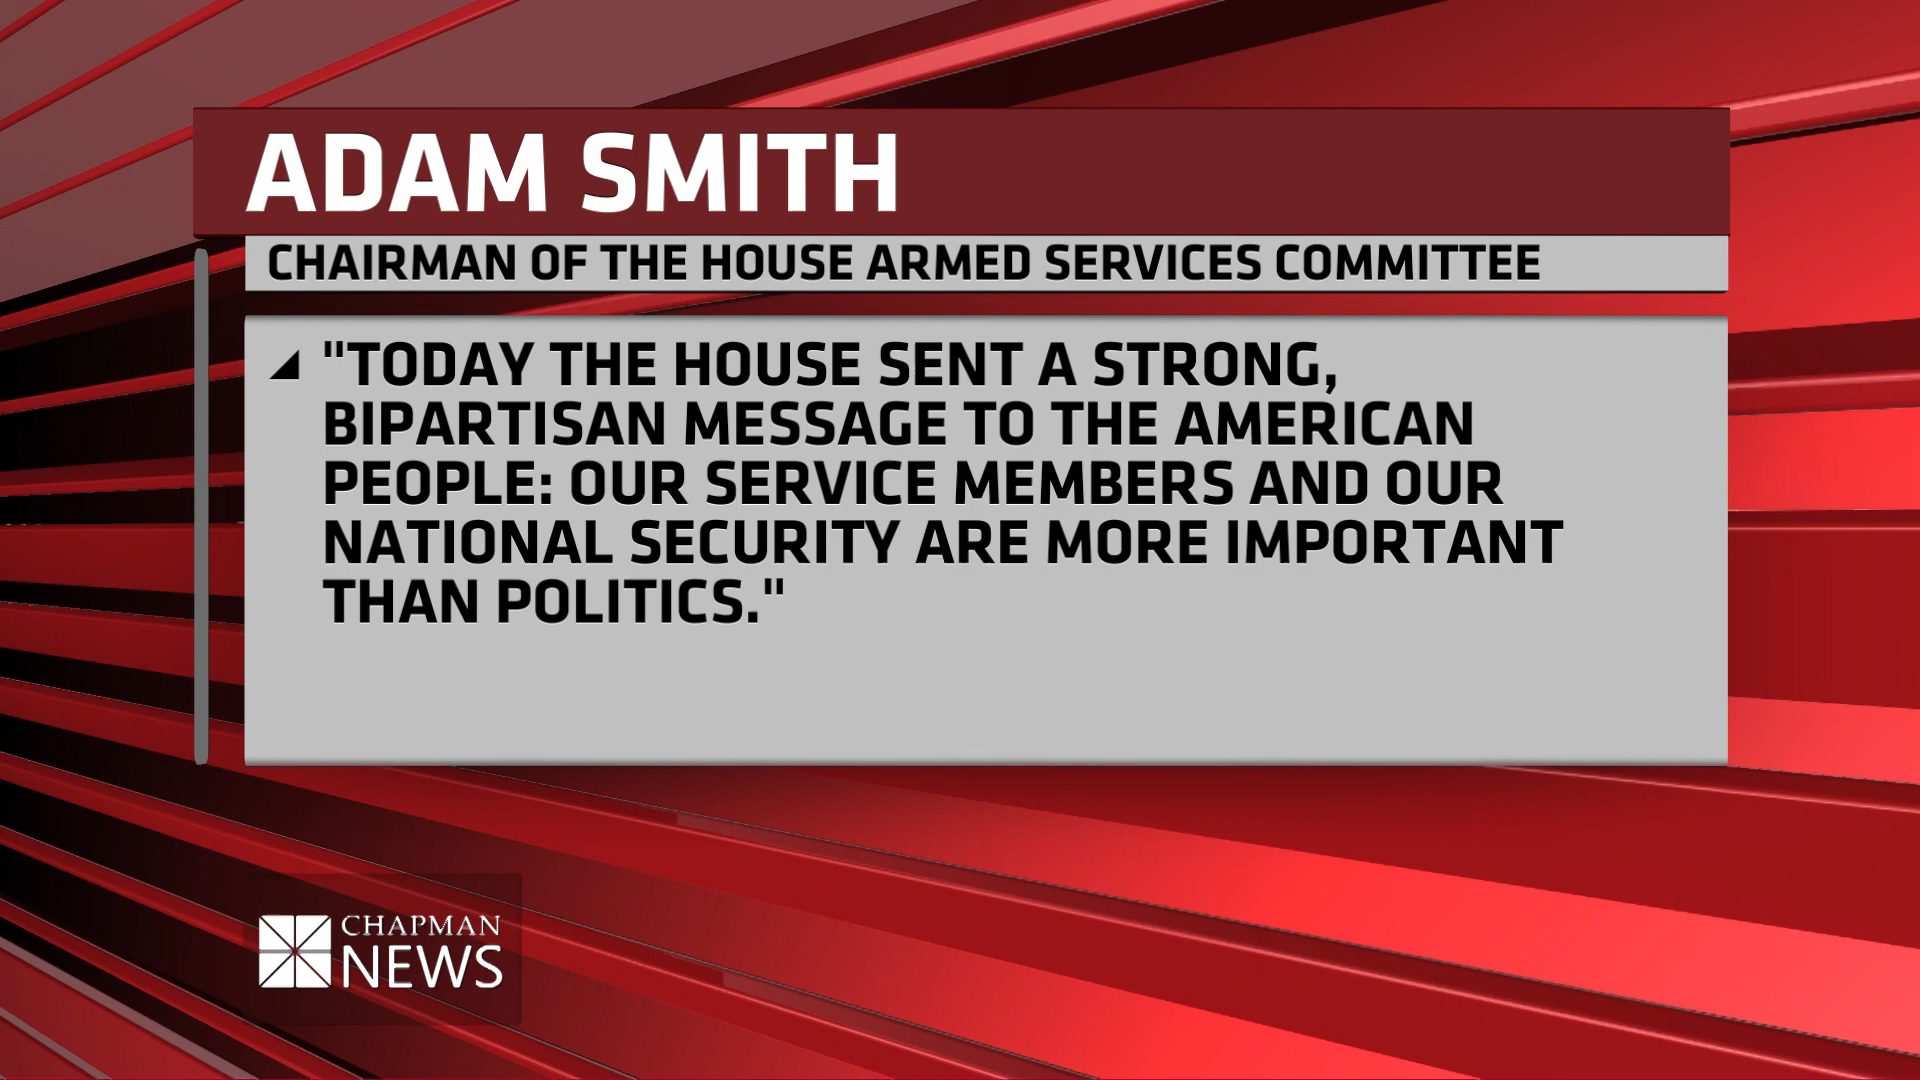 ADAM SMITH
CHAIRMAN OF THE HOUSE ARMED SERVICES COMMITTEE
"TODAY THE HOUSE SENT A STRONG,
BIPARTISAN MESSAGE TO THE AMERICAN
PEOPLE: OUR SERVICE MEMBERS AND OUR
NATIONAL SECURITY ARE MORE IMPORTANT
THAN POLITICS."
CHAPMAN
NEWS